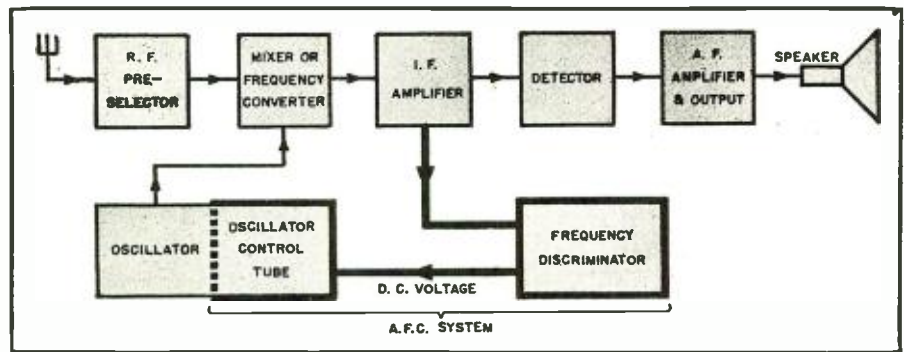 R. F.
PRE-
SELECTOR
MIXER OR
FREQUENCY
CONVERTER
I. F.
AMPLIFIER
DETECTOR
A. F.
AMPLIFIER
& OUTPUT
SPEAKER
OSCILLATOR
OSCILLATOR
CONTROL
TUBE
FREQUENCY
DISCRIMINATOR
D. C. VOLTAGE
A.F.C. SYSTEM